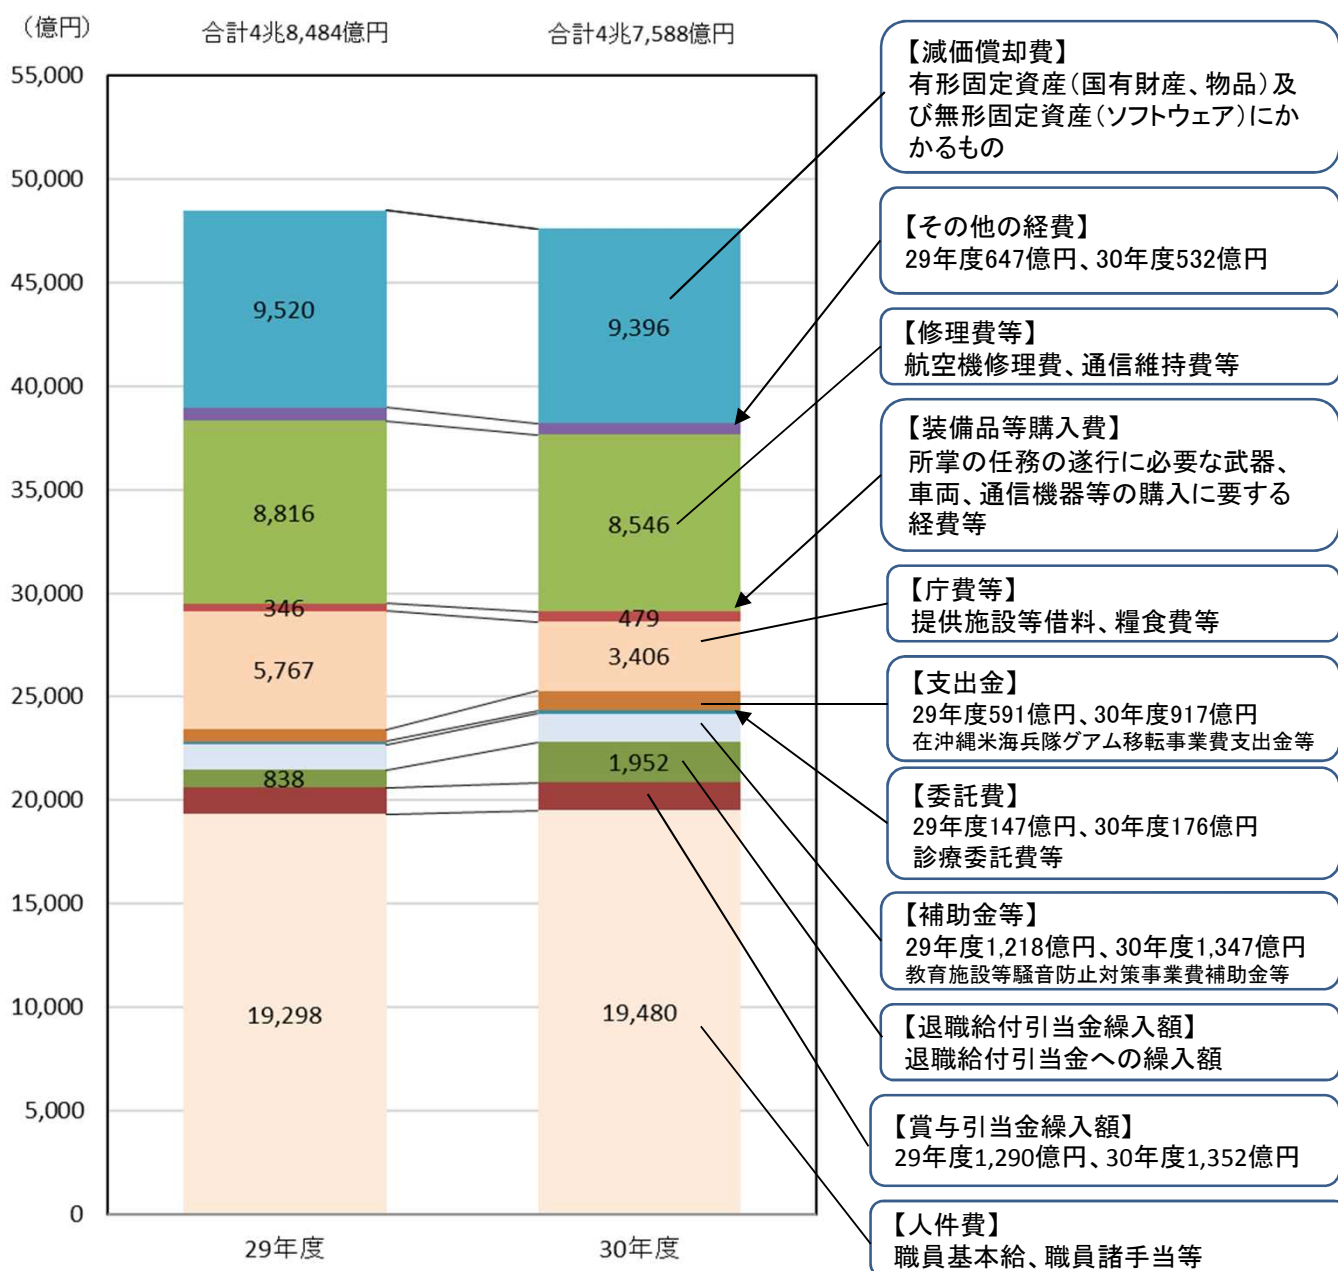 （億円）
合計4兆8,484億円
合計4兆7,588億円
55,000
50,000
45,000
40,000
35,000
30,000
25,000
20,000
15,000
10,000
5,000
0
9,520
8,816
346
5,767
838
19,298
9,396
8,546
479
3,406
1,952
19,480
29年度
30年度
【減価償却費】
有形固定資産（国有財産、物品）及
び無形固定資産（ソフトウェア）にか
かるもの
【その他の経費】
29年度647億円、30年度532億円
【修理費等】
航空機修理費、通信維持費等
【装備品等購入費】
所掌の任務の遂行に必要な武器、
車両、通信機器等の購入に要する
経費等
【庁費等】
提供施設等借料、糧食費等
【支出金】
29年度591億円、30年度917億円
在沖縄米海兵隊グアム移転事業費支出金等
【委託費】
29年度147億円、30年度176億円
診療委託費等
【補助金等】
29年度1,218億円、30年度1,347億円
教育施設等騒音防止対策事業費補助金等
【退職給付引当金繰入額】
退職給付引当金への繰入額
【賞与引当金繰入額】
29年度1,290億円、30年度1,352億円
【人件費】
職員基本給、職員諸手当等